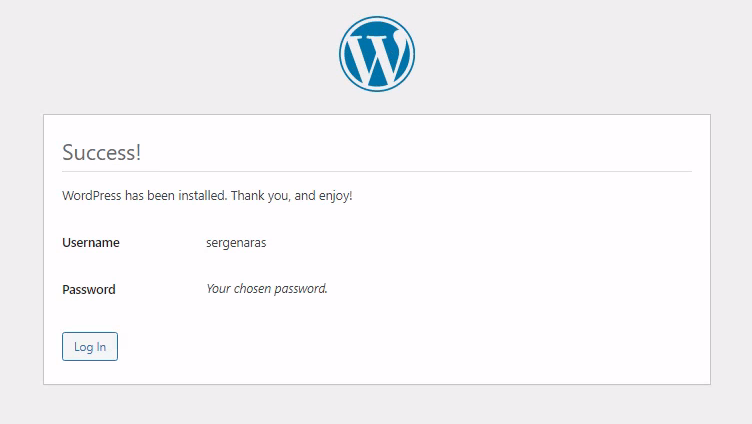 Success!
WordPress has been installed. Thank you, and enjoy!
Username sergenaras
Password Your chosen password.
Log In